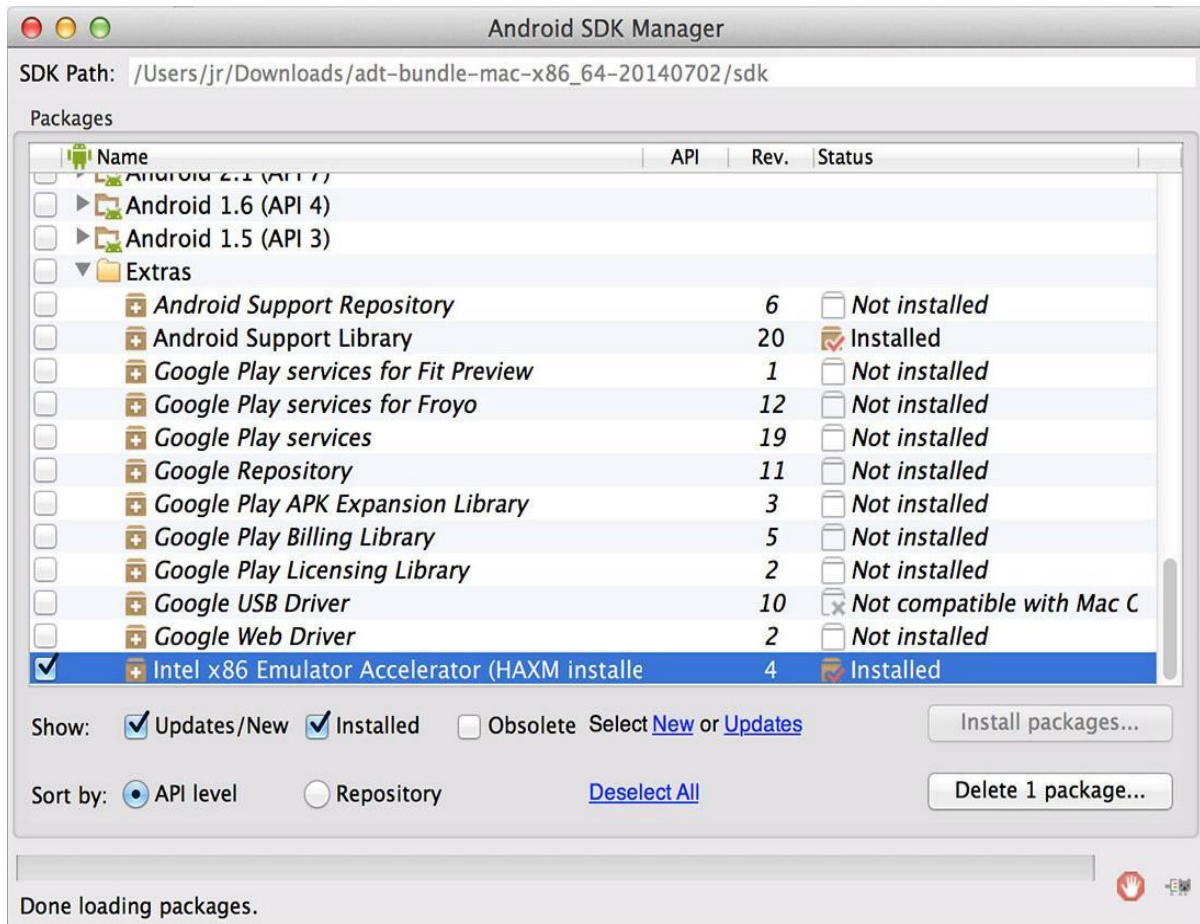 Android SDK Manager
SDK Path: /Users/jr/Downloads/adt-bundle-mac-x86_64-20140702/sdk
Packages
Name API Rev. Status
Android 2.1 (API 7)
Android 1.6 (API 4)
Android 1.5 (API 3)
Extras
Android Support Repository 6 Not installed
Android Support Library 20 Installed
Google Play services for Fit Preview 1 Not installed
Google Play services for Froyo 12 Not installed
Google Play services 19 Not installed
Google Repository 11 Not installed
Google Play APK Expansion Library 3 Not installed
Google Play Billing Library 5 Not installed
Google Play Licensing Library 2 Not installed
Google USB Driver 10 Not compatible with Mac O
Google Web Driver 2 Not installed
Intel x86 Emulator Accelerator (HAXM installe 4 Installed
Show: Updates/New Installed Obsolete Select New or Updates Install packages...
Sort by: API level Repository Deselect All Delete 1 package...
Done loading packages.